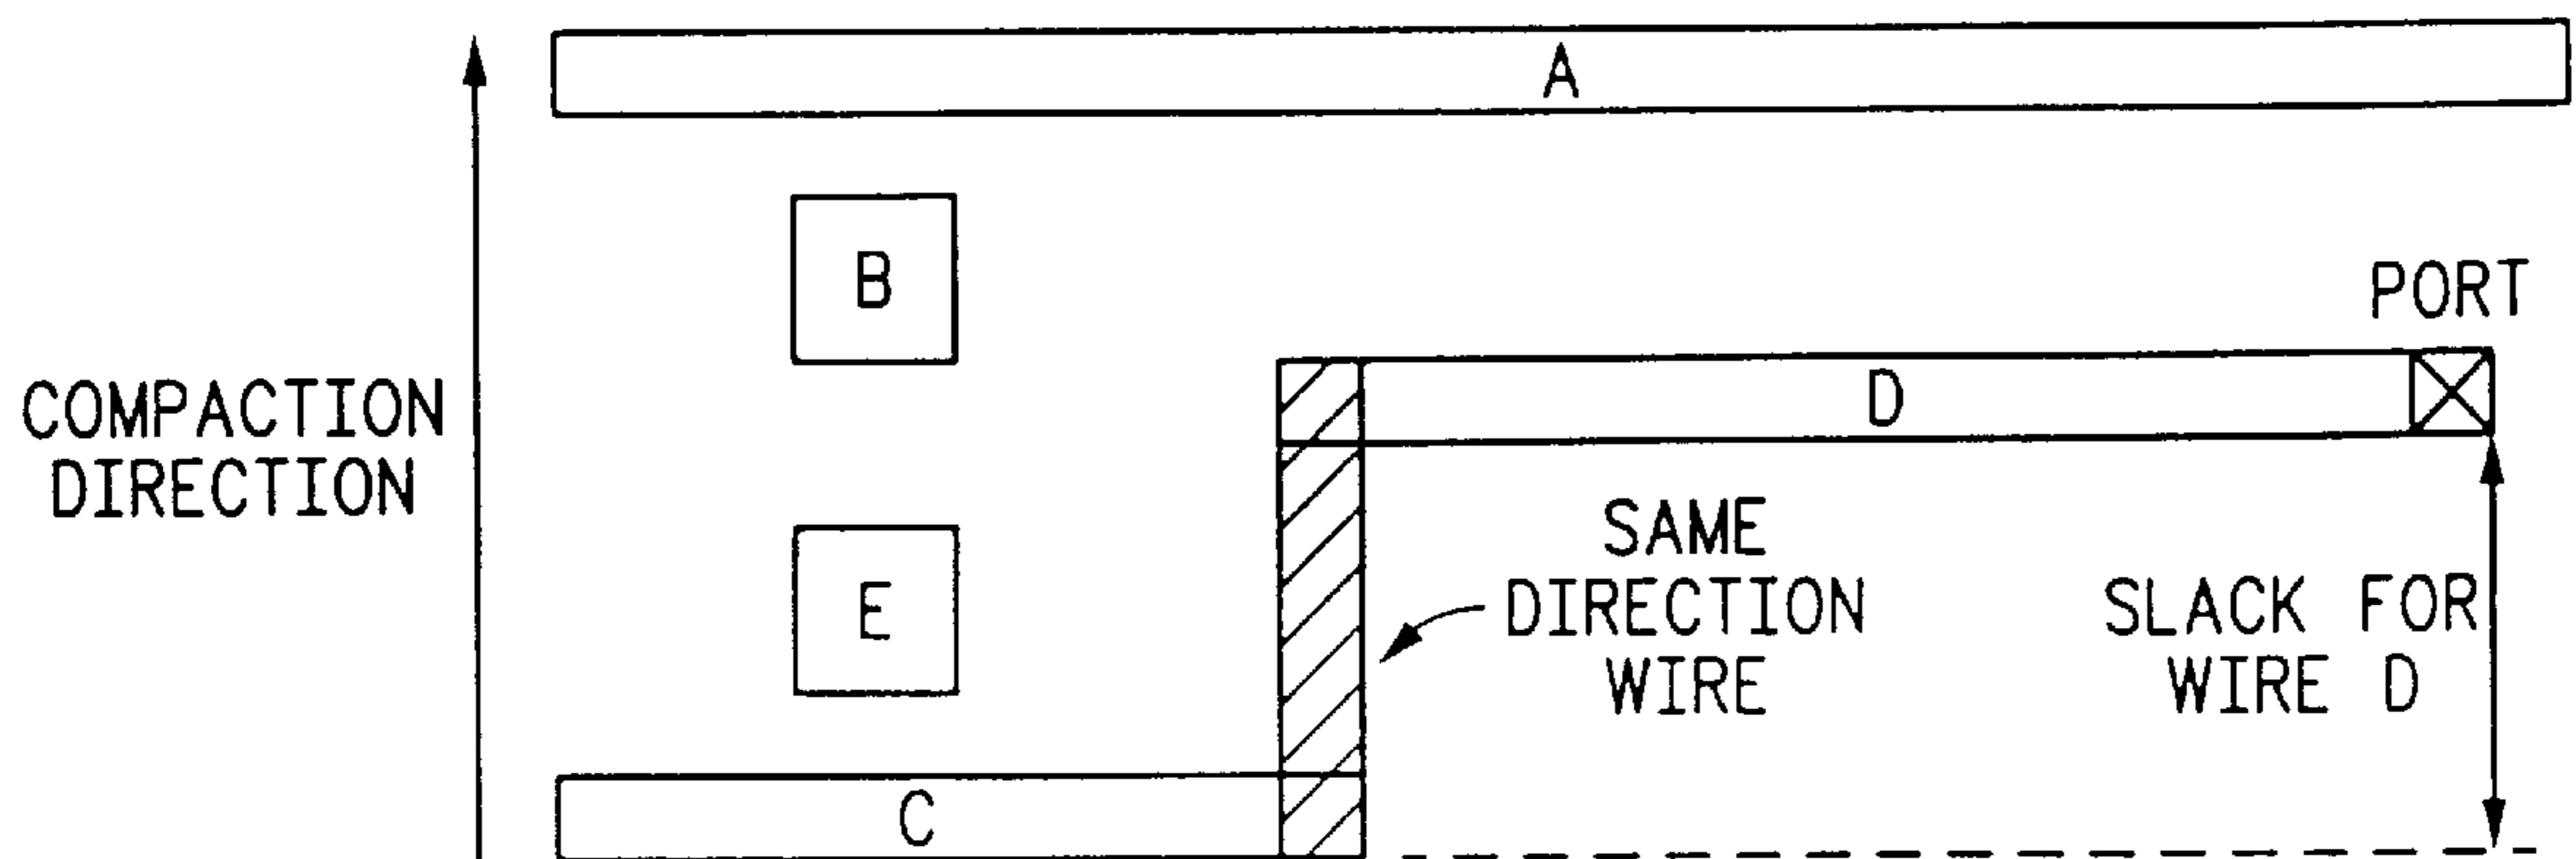 A
B
PORT
COMPACTION
DIRECTION
D
E
SAME
DIRECTION
WIRE
SLACK FOR
WIRE D
C